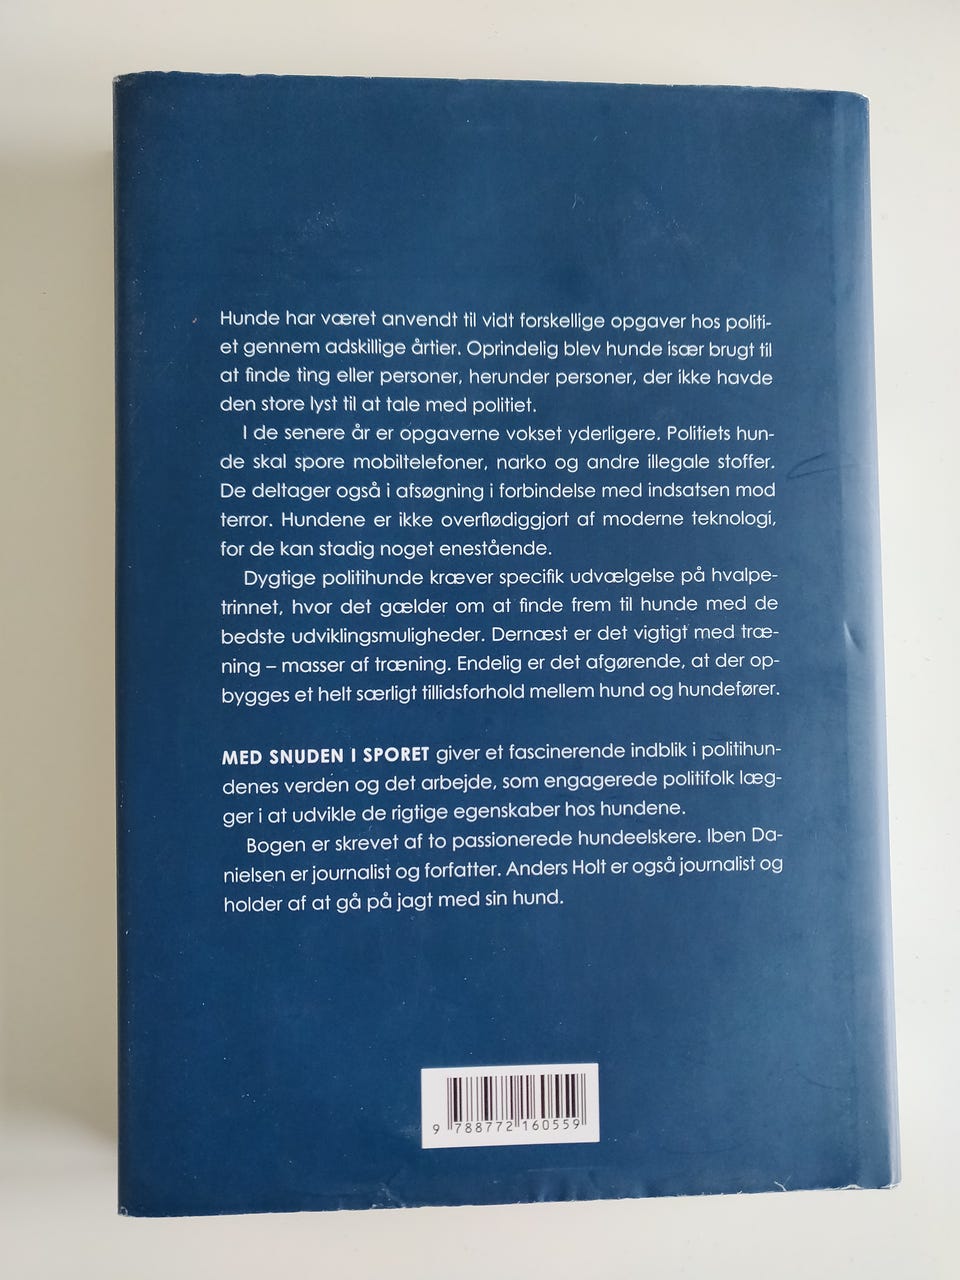 Hunde har været anvendt til vidt forskellige opgaver hos politi-
et gennem adskillige årtier. Oprindelig blev hunde især brugt til
at finde ting eller personer, herunder personer, der ikke havde
den store lyst til at tale med politiet.
I de senere år er opgaverne vokset yderligere. Politiets hun-
de skal spore mobiltelefoner, narko og andre illegale stoffer.
De deltager også i afsøgning i forbindelse med indsatsen mod
terror. Hundene er ikke overflødiggjort af moderne teknologi,
for de kan stadig noget enestående.
Dygtige politihunde kræver specifik udvælgelse på hvalpe-
trinnet, hvor det gælder om at finde frem til hunde med de
bedste udviklingsmuligheder. Dernæst er det vigtigt med træ-
ning – masser af træning. Endelig er det afgørende, at der op-
bygges et helt særligt tillidsforhold mellem hund og hundefører.
MED SNUDEN I SPORET giver et fascinerende indblik i politihun-
denes verden og det arbejde, som engagerede politifolk læg-
ger i at udvikle de rigtige egenskaber hos hundene.
Bogen er skrevet af to passionerede hundeelskere. Iben Da-
nielsen er journalist og forfatter. Anders Holt er også journalist og
holder af at gå på jagt med sin hund.
9 788772 160559